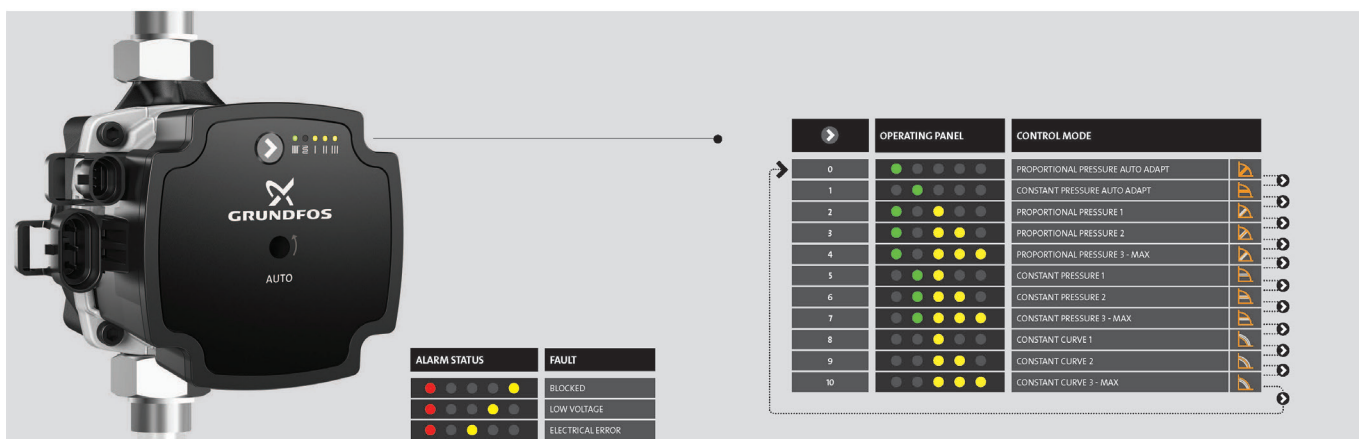 GRUNDFOS
AUTO
I II III
ALARM STATUS FAULT
BLOCKED
LOW VOLTAGE
ELECTRICAL ERROR
OPERATING PANEL CONTROL MODE
0 PROPORTIONAL PRESSURE AUTO ADAPT
1 CONSTANT PRESSURE AUTO ADAPT
2 PROPORTIONAL PRESSURE 1
3 PROPORTIONAL PRESSURE 2
4 PROPORTIONAL PRESSURE 3 - MAX
5 CONSTANT PRESSURE 1
6 CONSTANT PRESSURE 2
7 CONSTANT PRESSURE 3 - MAX
8 CONSTANT CURVE 1
9 CONSTANT CURVE 2
10 CONSTANT CURVE 3 - MAX